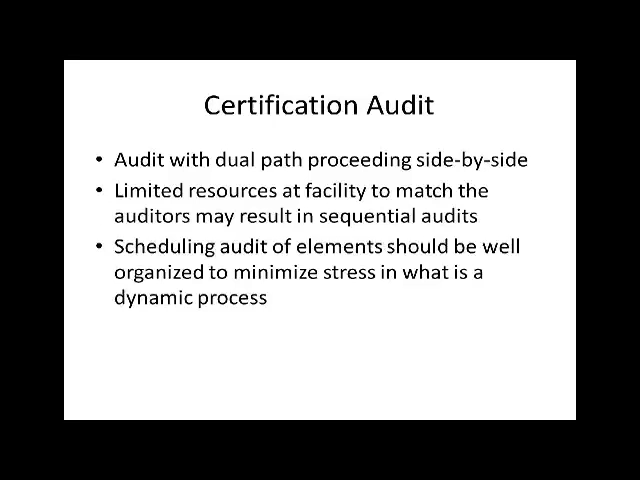 Certification Audit
• Audit with dual path proceeding side-by-side
• Limited resources at facility to match the
auditors may result in sequential audits
• Scheduling audit of elements should be well
organized to minimize stress in what is a
dynamic process